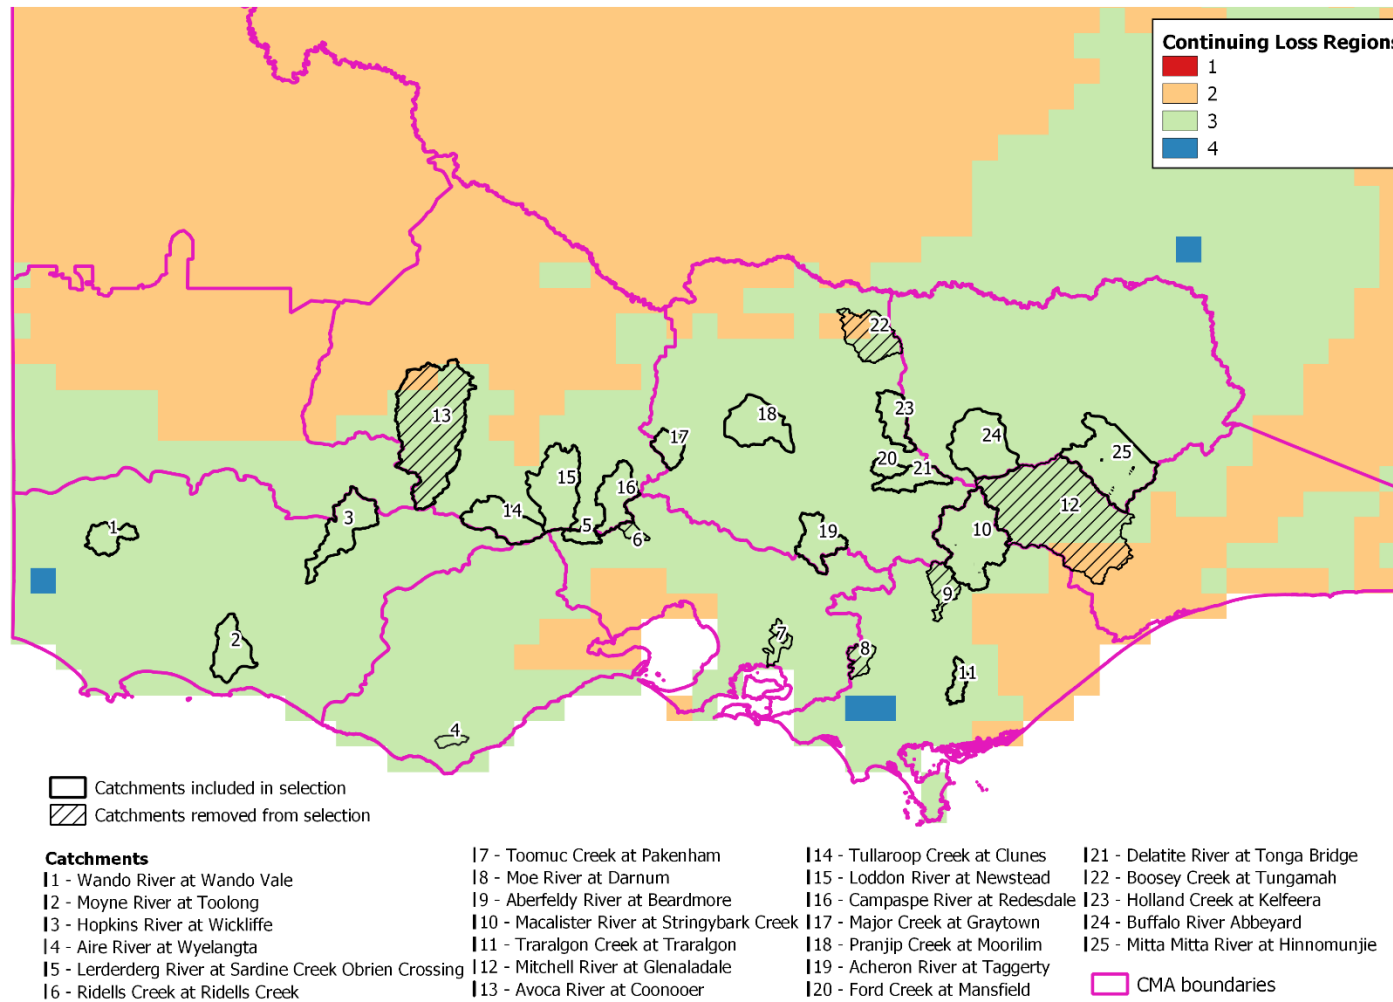 Continuing Loss Regions
1
2
3
4
22
13
18
23
17
24
20
21
25
15
16
1
3
14
5
6
19
10
12
9
2
7
8
11
4
Catchments included in selection
Catchments removed from selection
Catchments
1 - Wando River at Wando Vale
2 - Moyne River at Toolong
3 - Hopkins River at Wickliffe
4 - Aire River at Wyelangta
5 - Lerderderg River at Sardine Creek Obrien Crossing
6 - Ridells Creek at Ridells Creek
7 - Toomuc Creek at Pakenham
8 - Moe River at Darnum
9 - Aberfeldy River at Beardmore
10 - Macalister River at Stringybark Creek
11 - Traralgon Creek at Traralgon
12 - Mitchell River at Glenaladale
13 - Avoca River at Coonooer
14 - Tullaroop Creek at Clunes
15 - Loddon River at Newstead
16 - Campaspe River at Redesdale
17 - Major Creek at Graytown
18 - Pranjip Creek at Moorilim
19 - Acheron River at Taggerty
20 - Ford Creek at Mansfield
21 - Delatite River at Tonga Bridge
22 - Boosey Creek at Tungamah
23 - Holland Creek at Kelfeera
24 - Buffalo River Abbeyard
25 - Mitta Mitta River at Hinnomunjie
CMA boundaries